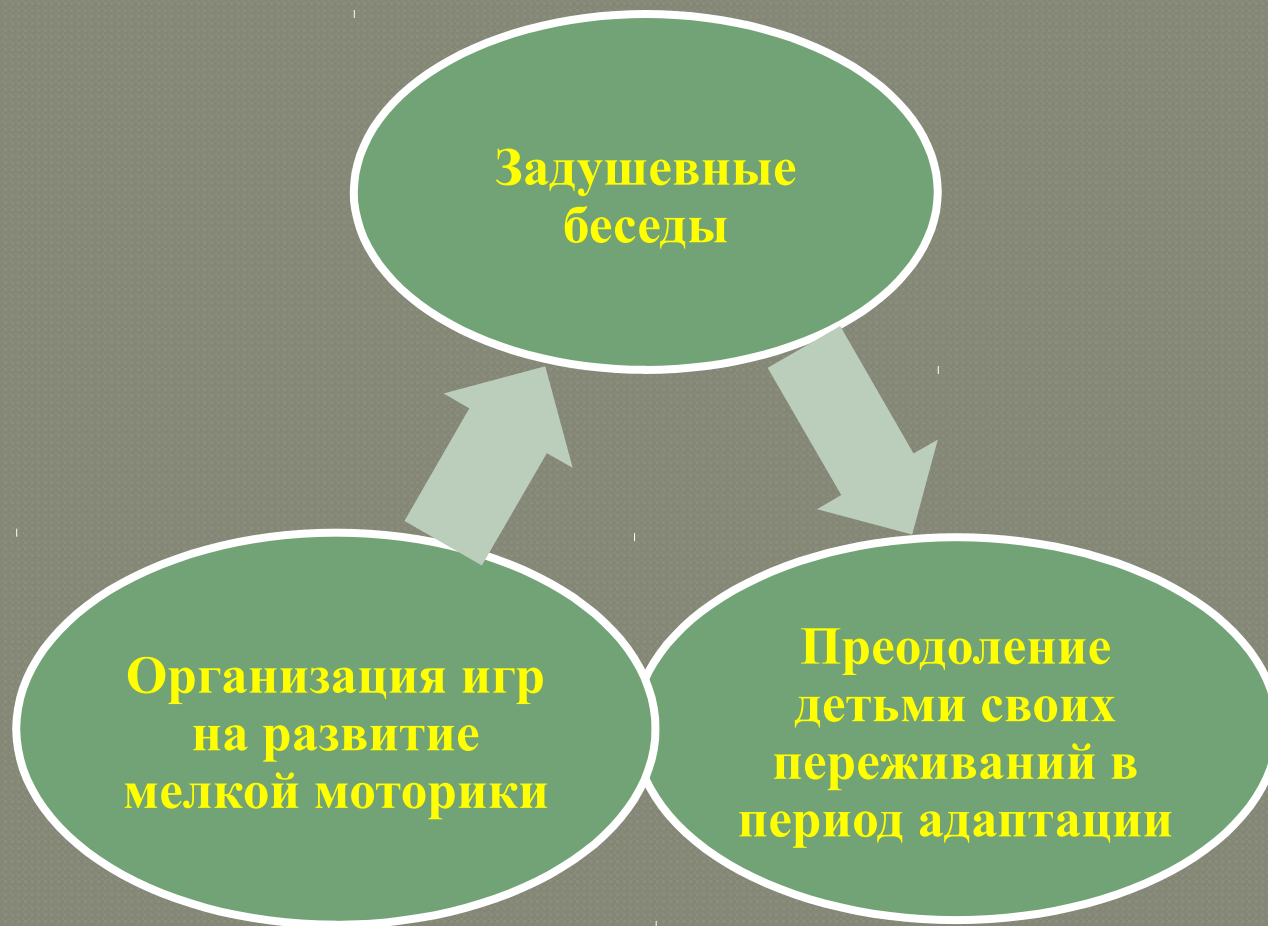 Задушевные
беседы
Организация игр
на развитие
мелкой моторики
Преодоление
детьми своих
переживаний в
период адаптации